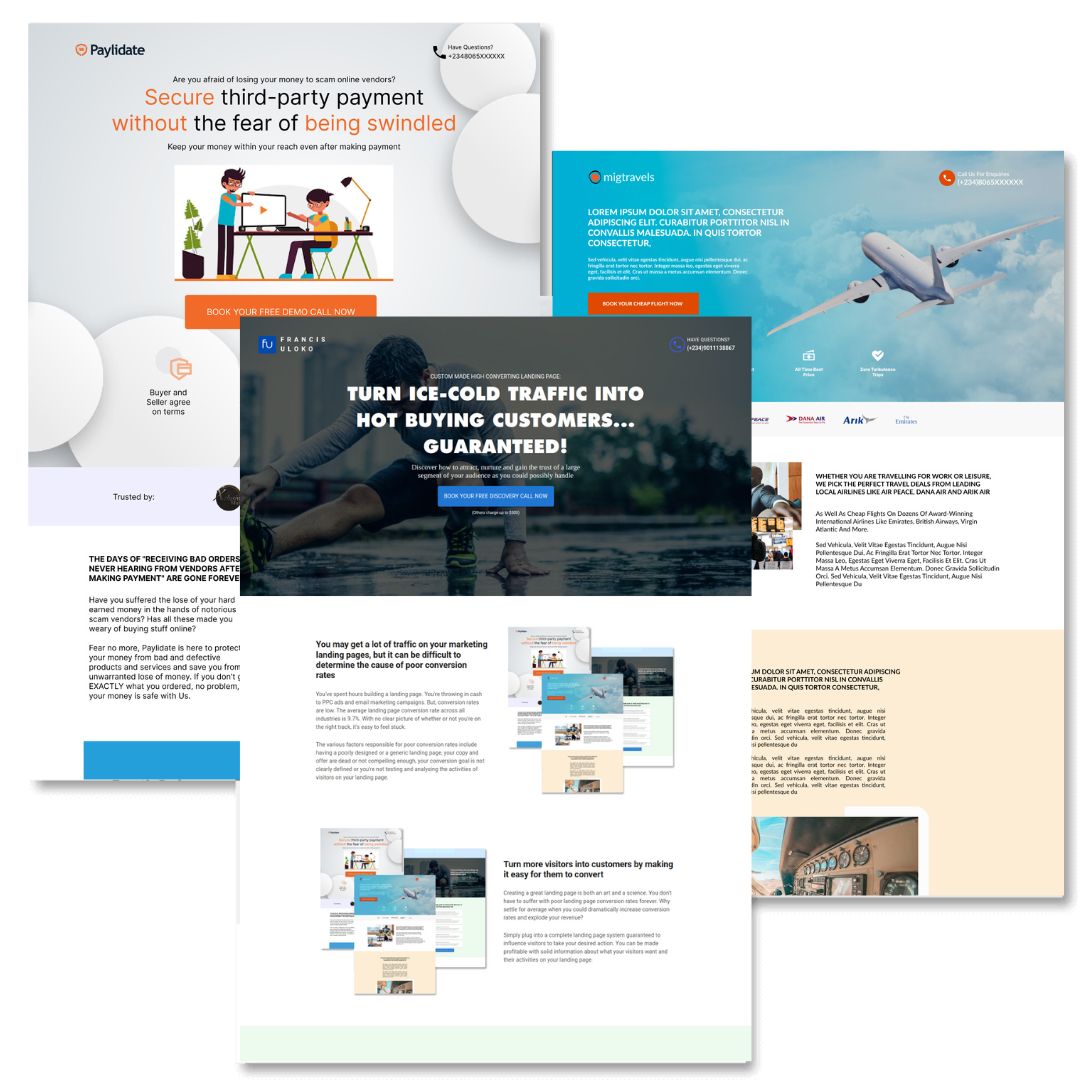 Paylidate
Have Questions?
+2348065XXXXXX
Are you afraid of losing your money to scam online vendors?
Secure third-party payment
without the fear of being swindled
Keep your money within your reach even after making payment
BOOK YOUR FREE DEMO CALL NOW
Buyer and
Seller agree
on terms
Trusted by:
THE DAYS OF "RECEIVING BAD ORDERS
NEVER HEARING FROM VENDORS AFTE
MAKING PAYMENT" ARE GONE FOREVE
Have you suffered the lose of your hard
earned money in the hands of notorious
scam vendors? Has all these made you
weary of buying stuff online?
Fear no more, Paylidate is here to protect
your money from bad and defective
products and services and save you from
unwarranted lose of money. If you don't g
EXACTLY what you ordered, no problem,
your money is safe with Us.
migtravels
Call Us For Enquiries
(+234)8065XXXXXX
LOREM IPSUM DOLOR SIT AMET, CONSECTETUR
ADIPISCING ELIT. CURABITUR PORTTITOR NISL IN
CONVALLIS MALESUADA. IN QUIS TORTOR
CONSECTETUR,
Sed vehicula, velit vitae egestas tincidunt, augue nisi pellentesque dui, ac
fringilla erat tortor nec tortor. Integer massa leo, egestas eget viverra
eget, facilisis et elit. Cras ut massa a metus accumsan elementum. Donec
gravida sollicitudin orci.
BOOK YOUR CHEAP FLIGHT NOW
All Time Best
Prices
Zero Turbulence
Trips
PEACE
DANA AIR
Arik
Emirates
WHETHER YOU ARE TRAVELLING FOR WORK OR LEISURE,
WE PICK THE PERFECT TRAVEL DEALS FROM LEADING
LOCAL AIRLINES LIKE AIR PEACE, DANA AIR AND ARIK AIR
As Well As Cheap Flights On Dozens Of Award-Winning
International Airlines Like Emirates, British Airways, Virgin
Atlantic And More.
Sed Vehicula, Velit Vitae Egestas Tincidunt, Augue Nisi
Pellentesque Dui, Ac Fringilla Erat Tortor Nec Tortor. Integer
Massa Leo, Egestas Eget Viverra Eget, Facilisis Et Elit. Cras Ut
Massa A Metus Accumsan Elementum. Donec Gravida Sollicitudin
Orci. Sed Vehicula, Velit Vitae Egestas Tincidunt, Augue Nisi
Pellentesque Du
UM DOLOR SIT AMET, CONSECTETUR ADIPISCING
CURABITUR PORTTITOR NISL IN CONVALLIS
ESUADA. IN QUIS TORTOR CONSECTETUR,
hicula, velit vitae egestas tincidunt, augue nisi
sque dui, ac fringilla erat tortor nec tortor. Integer
eo, egestas eget viverra eget, facilisis et elit. Cras ut
a metus accumsan elementum. Donec gravida
din orci. Sed vehicula, velit vitae egestas tincidunt,
si pellentesque du
hicula, velit vitae egestas tincidunt, augue nisi
sque dui, ac fringilla erat tortor nec tortor. Integer
eo, egestas eget viverra eget, facilisis et elit. Cras ut
a metus accumsan elementum. Donec gravida
din orci. Sed vehicula, velit vitae egestas tincidunt,
si pellentesque du
fu FRANCIS
ULOKO
HAVE QUESTIONS?
(+234)9011138867
CUSTOM MADE HIGH CONVERTING LANDING PAGE:
TURN ICE-COLD TRAFFIC INTO
HOT BUYING CUSTOMERS...
GUARANTEED!
Discover how to attract, nurture and gain the trust of a large
segment of your audience as you could possibly handle
BOOK YOUR FREE DISCOVERY CALL NOW
(Others charge up to $500)
You may get a lot of traffic on your marketing
landing pages, but it can be difficult to
determine the cause of poor conversion
rates
You've spent hours building a landing page. You're throwing in cash
to PPC ads and email marketing campaigns. But, conversion rates
are low. The average landing page conversion rate across all
industries is 9.7%. With no clear picture of whether or not you're on
the right track, it's easy to feel stuck.
The various factors responsible for poor conversion rates include
having a poorly designed or a generic landing page, your copy and
offer are dead or not compelling enough, your conversion goal is not
clearly defined or you're not testing and analysing the activities of
visitors on your landing page.
Turn more visitors into customers by making
it easy for them to convert
Creating a great landing page is both an art and a science. You don't
have to suffer with poor landing page conversion rates forever. Why
settle for average when you could dramatically increase conversion
rates and explode your revenue?
Simply plug into a complete landing page system guaranteed to
influence visitors to take your desired action. You can be made
profitable with solid information about what your visitors want and
their activities on your landing page